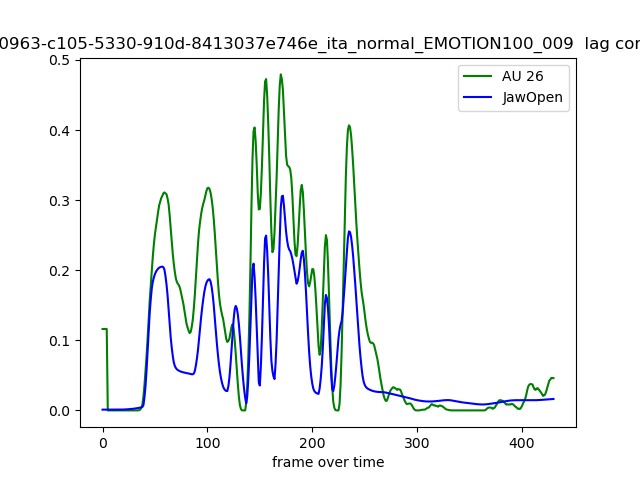 0963-c105-5330-910d-8413037e746e_ita_normal_EMOTION100_009  lag cor
0.5
0.4
0.3
0.2
0.1
0.0
AU 26
JawOpen
0
100
200
300
400
frame over time